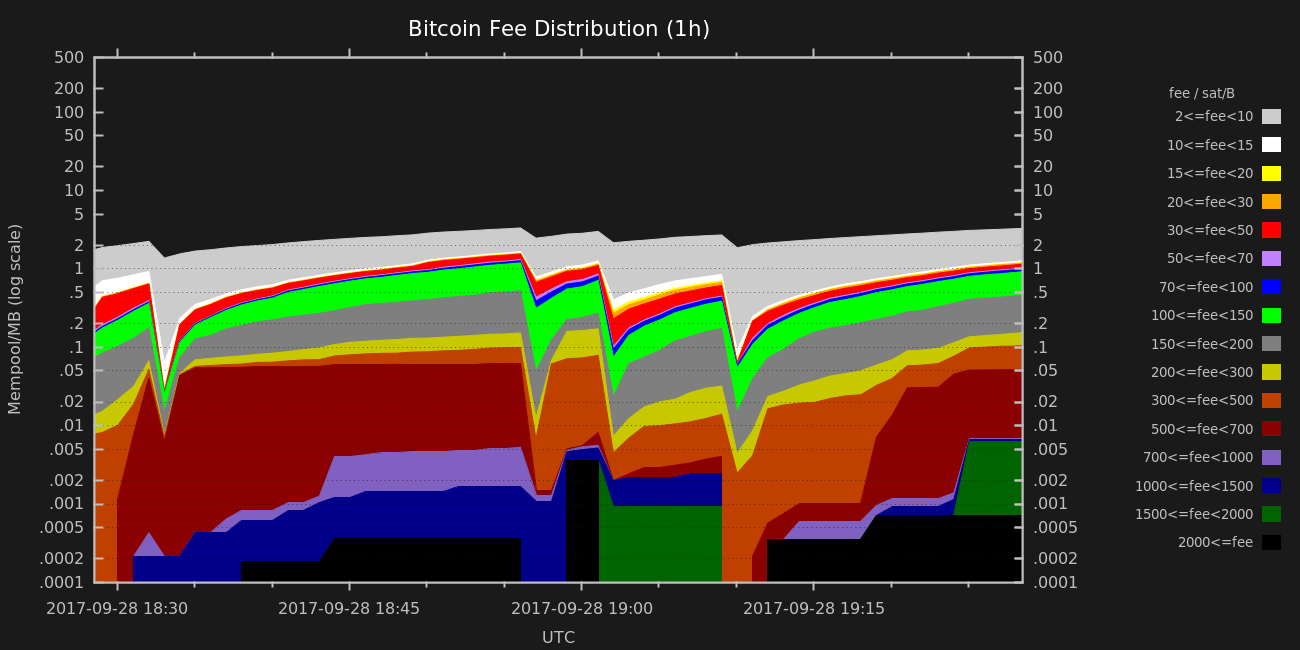 Bitcoin Fee Distribution (1h)
Mempool/MB (log scale)
500
200
100
50
20
10
5
2
1
.5
.2
.1
.05
.02
.01
.005
.002
.001
.0005
.0002
.0001
500
200
100
50
20
10
5
2
1
.5
.2
.1
.05
.02
.01
.005
.002
.001
.0005
.0002
.0001
2017-09-28 18:30
2017-09-28 18:45
2017-09-28 19:00
2017-09-28 19:15
UTC
fee / sat/B
2<=fee<10
10<=fee<15
15<=fee<20
20<=fee<30
30<=fee<50
50<=fee<70
70<=fee<100
100<=fee<150
150<=fee<200
200<=fee<300
300<=fee<500
500<=fee<700
700<=fee<1000
1000<=fee<1500
1500<=fee<2000
2000<=fee